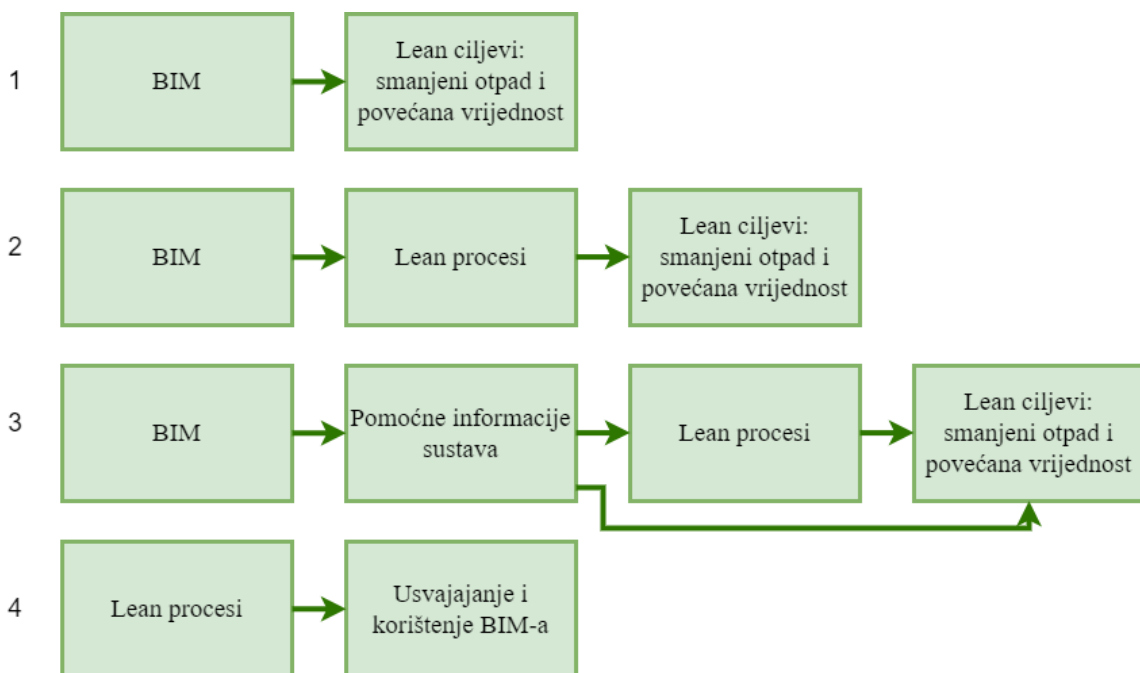 1
BIM
Lean ciljevi:
smanjeni otpad i
povećana vrijednost
2
BIM
Lean procesi
Lean ciljevi:
smanjeni otpad i
povećana vrijednost
3
BIM
Pomoćne informacije
sustava
Lean procesi
Lean ciljevi:
smanjeni otpad i
povećana vrijednost
4
Lean procesi
Usvajajanje i
korištenje BIM-a